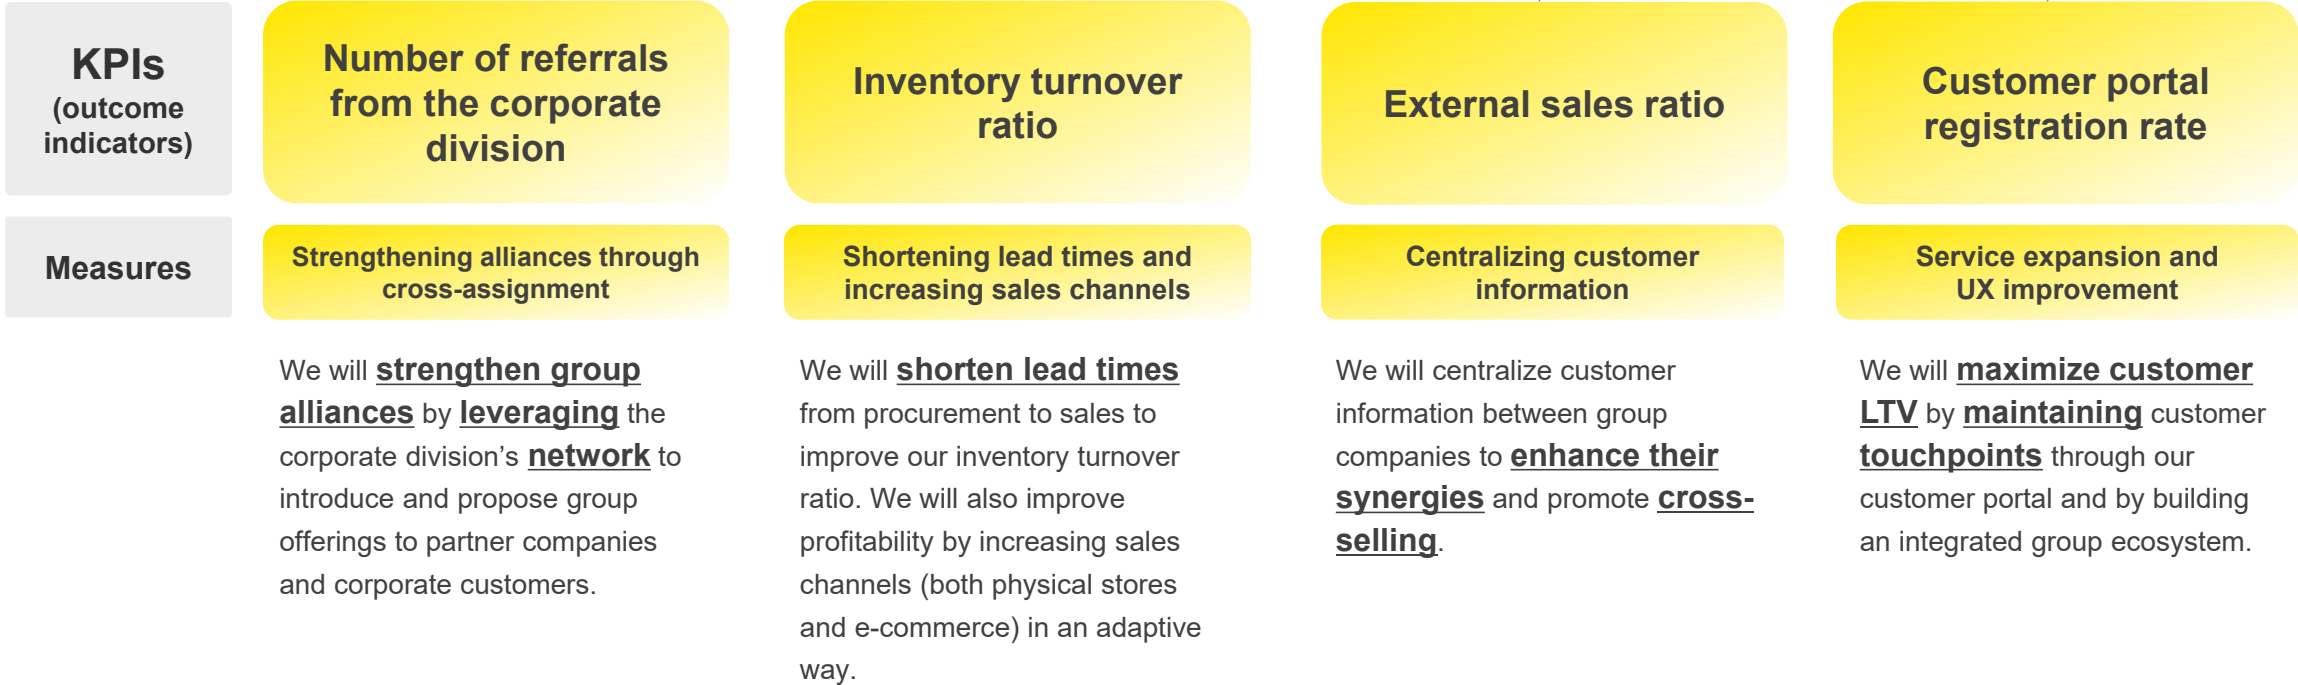 KPIs
(outcome
indicators)
Number of referrals
from the corporate
division
Inventory turnover
ratio
External sales ratio
Customer portal
registration rate
Measures
Strengthening alliances through
cross-assignment
Shortening lead times and
increasing sales channels
Centralizing customer
information
Service expansion and
UX improvement
We will strengthen group
alliances by leveraging the
corporate division’s network to
introduce and propose group
offerings to partner companies
and corporate customers.
We will shorten lead times
from procurement to sales to
improve our inventory turnover
ratio. We will also improve
profitability by increasing sales
channels (both physical stores
and e-commerce) in an adaptive
way.
We will centralize customer
information between group
companies to enhance their
synergies and promote cross-
selling.
We will maximize customer
LTV by maintaining customer
touchpoints through our
customer portal and by building
an integrated group ecosystem.